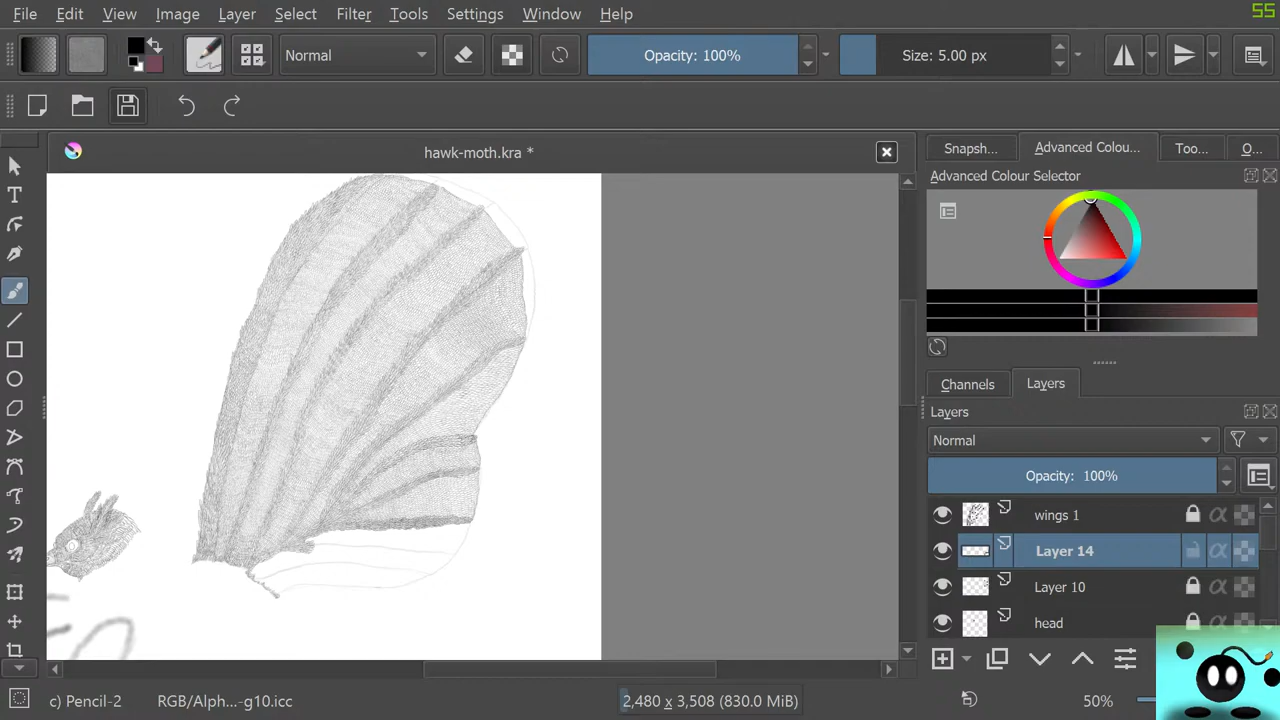 File Edit View Image Layer Select Filter Tools Settings Window Help
55
Normal
Opacity: 100%
Size: 5.00 px
hawk-moth.kra *
Snapsh...
Advanced Colou...
Too...
O...
Advanced Colour Selector
Channels
Layers
Layers
Normal
Opacity: 100%
wings 1
Layer 14
Layer 10
head
c) Pencil-2
RGB/Alph...-g10.icc
2,480 x 3,508 (830.0 MiB)
50%